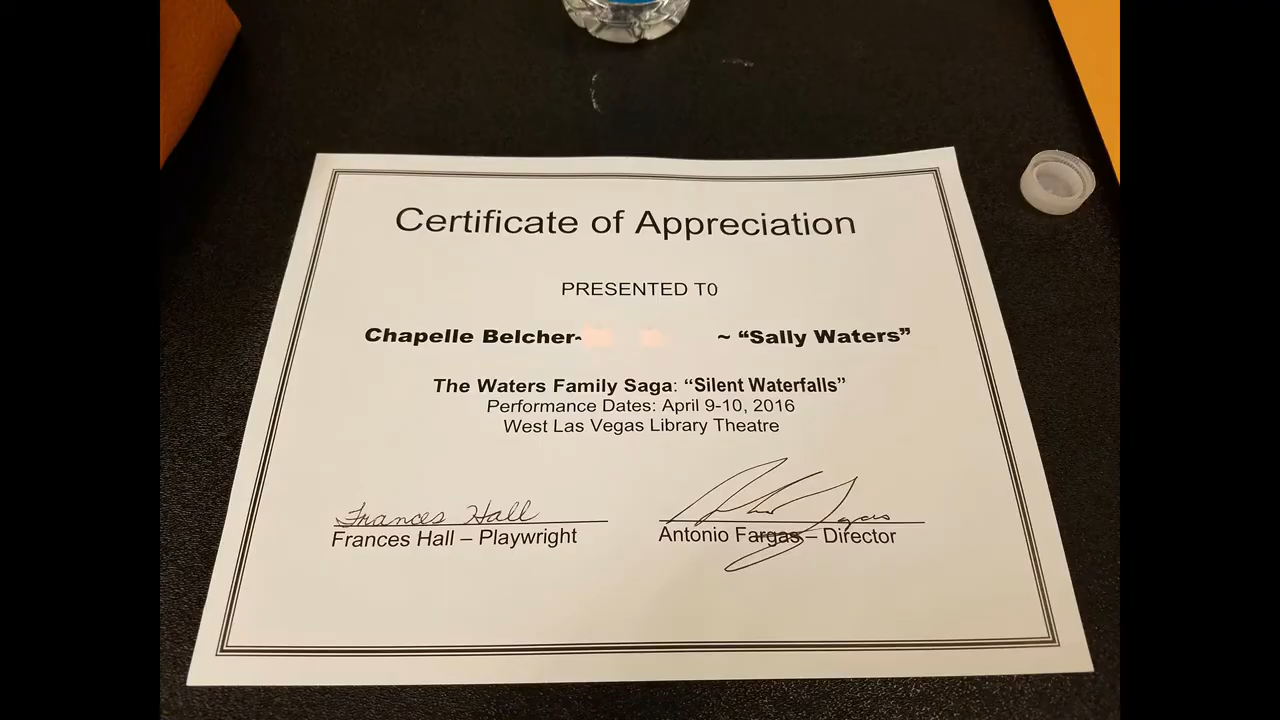 Certificate of Appreciation
PRESENTED T0
Chapelle Belcher- ~ “Sally Waters”
The Waters Family Saga: “Silent Waterfalls”
Performance Dates: April 9-10, 2016
West Las Vegas Library Theatre
Frances Hall
Frances Hall – Playwright
Antonio Fargas – Director